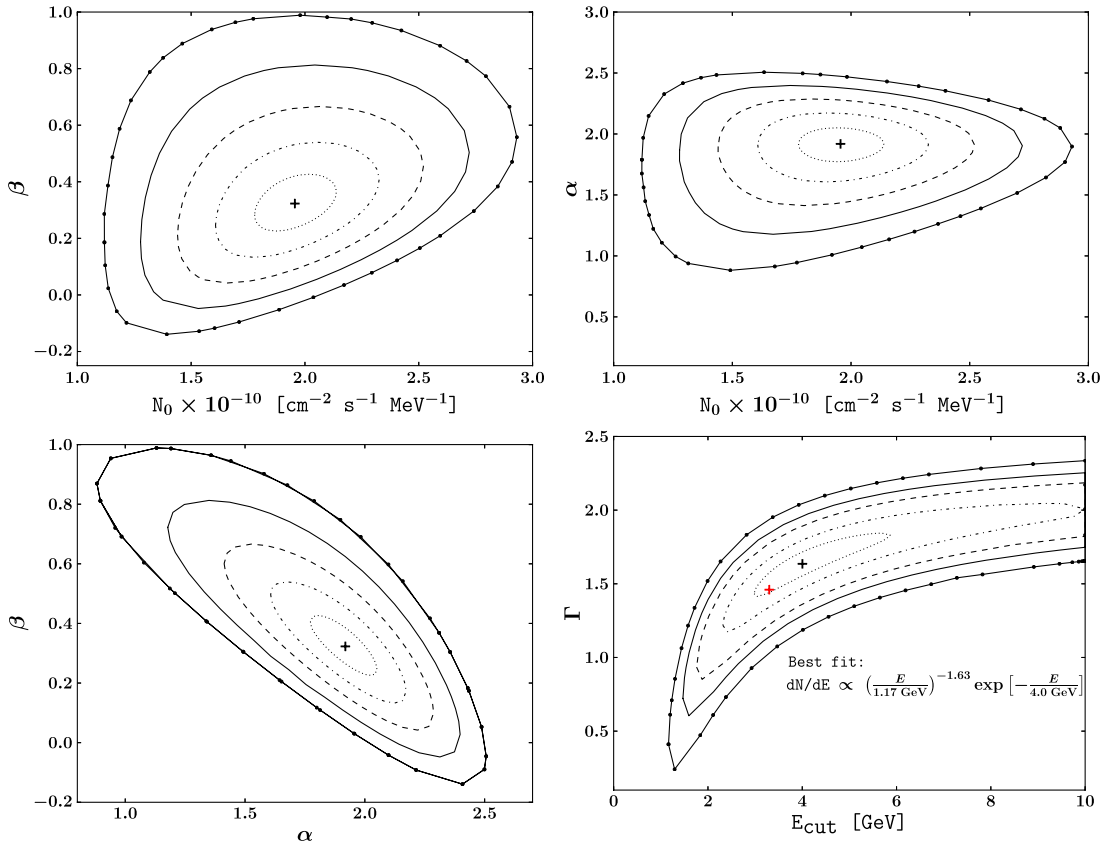 1.0
0.8
0.6
0.4
0.2
0.0
−0.2
β
1.0 1.5 2.0 2.5 3.0
N₀ × 10⁻¹⁰ [cm⁻² s⁻¹ MeV⁻¹]
3.0
2.5
2.0
1.5
1.0
0.5
α
1.0 1.5 2.0 2.5 3.0
N₀ × 10⁻¹⁰ [cm⁻² s⁻¹ MeV⁻¹]
1.0
0.8
0.6
0.4
0.2
0.0
−0.2
β
1.0 1.5 2.0 2.5
α
2.5
2.0
1.5
1.0
0.5
Γ
Best fit:
dN/dE ∝ (E/1.17 GeV)^−1.63 exp [−E/4.0 GeV]
0 2 4 6 8 10
E_cut [GeV]